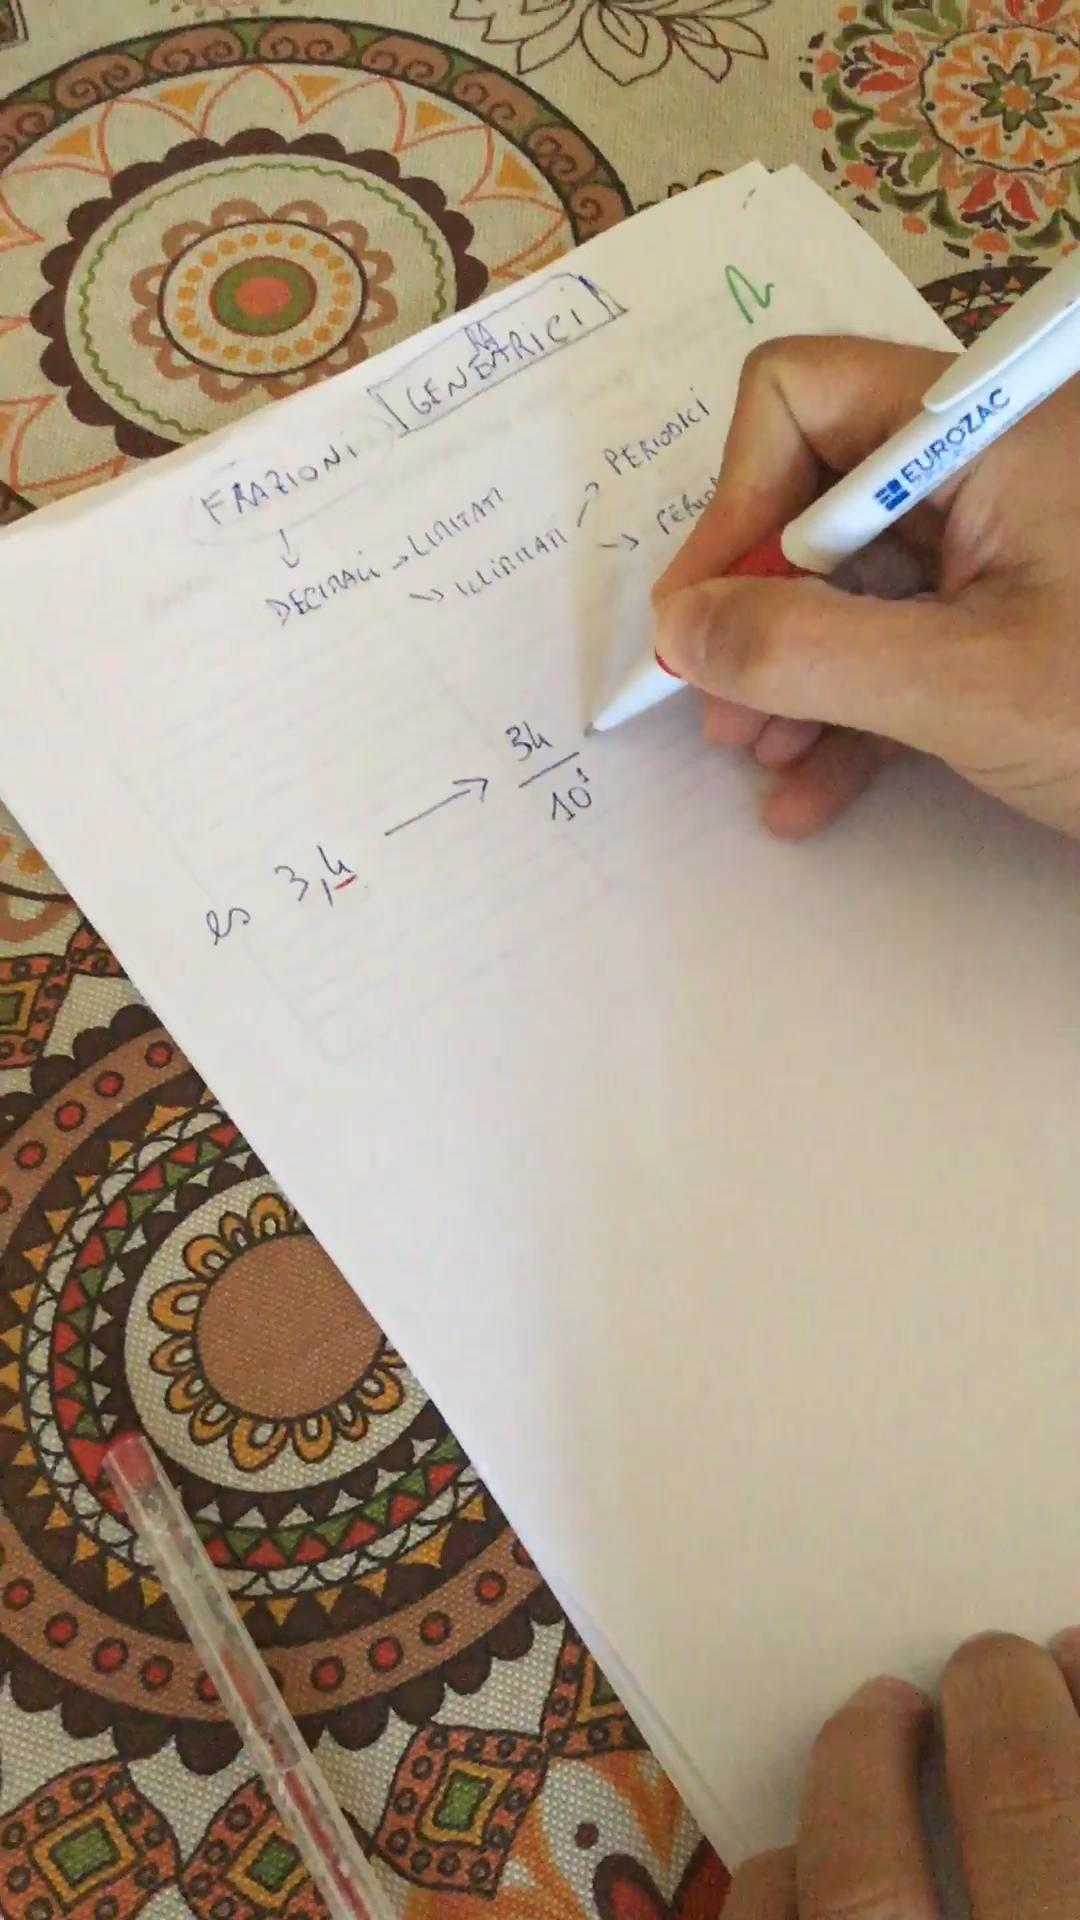 GENERATRICI
FRAZIONI
DECIMALI → LIMITATI
→ ILLIMITATI → PERIODICI
→
es 3,4 → 34
10¹
EUROZAC